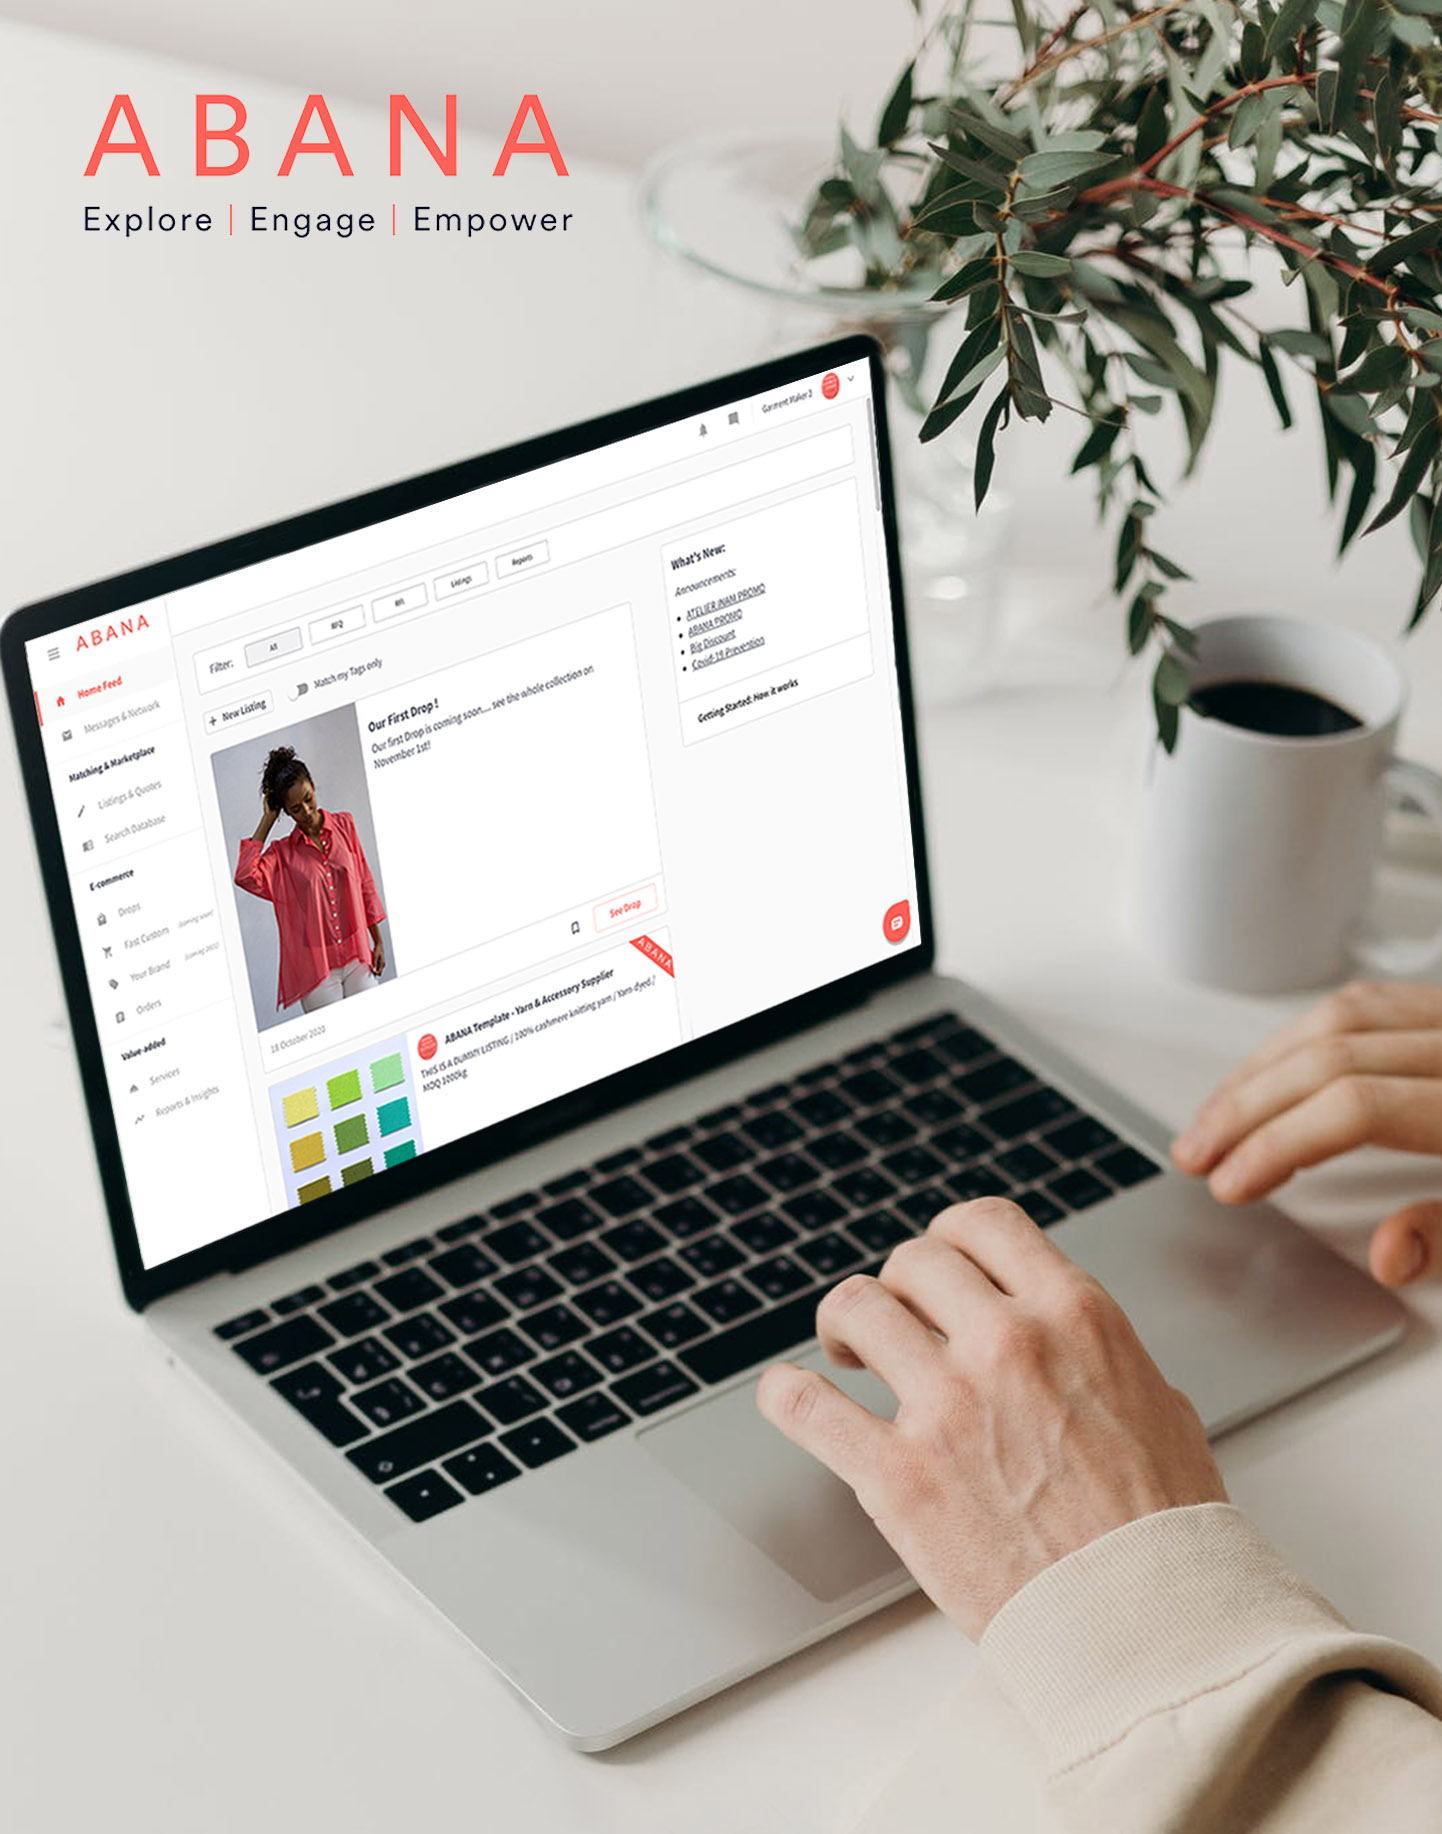 ABANA
Explore | Engage | Empower
Garment Maker 2
ABANA
Home Feed
Messages & Network
Matching & Marketplace
Listings & Quotes
Search Database
E-commerce
Drops
Fast Custom (coming soon)
Your Brand (coming 2021)
Orders
Value-added
Services
Reports & Insights
Filter:
All
RFQ
RFI
Listings
Reports
+ New Listing
Match my Tags only
Our First Drop !
Our first Drop is coming soon.... see the whole collection on
November 1st!
See Drop
18 October 2020
ABANA
ABANA Template - Yarn & Accessory Supplier
THIS IS A DUMMY LISTING / 100% cashmere knitting yarn / Yarn-dyed /
MOQ 1000kg
What's New:
Announcements:
ATELIER INAM PROMO
ABANA PROMO
Big Discount
Covid-19 Prevention
Getting Started: How it works